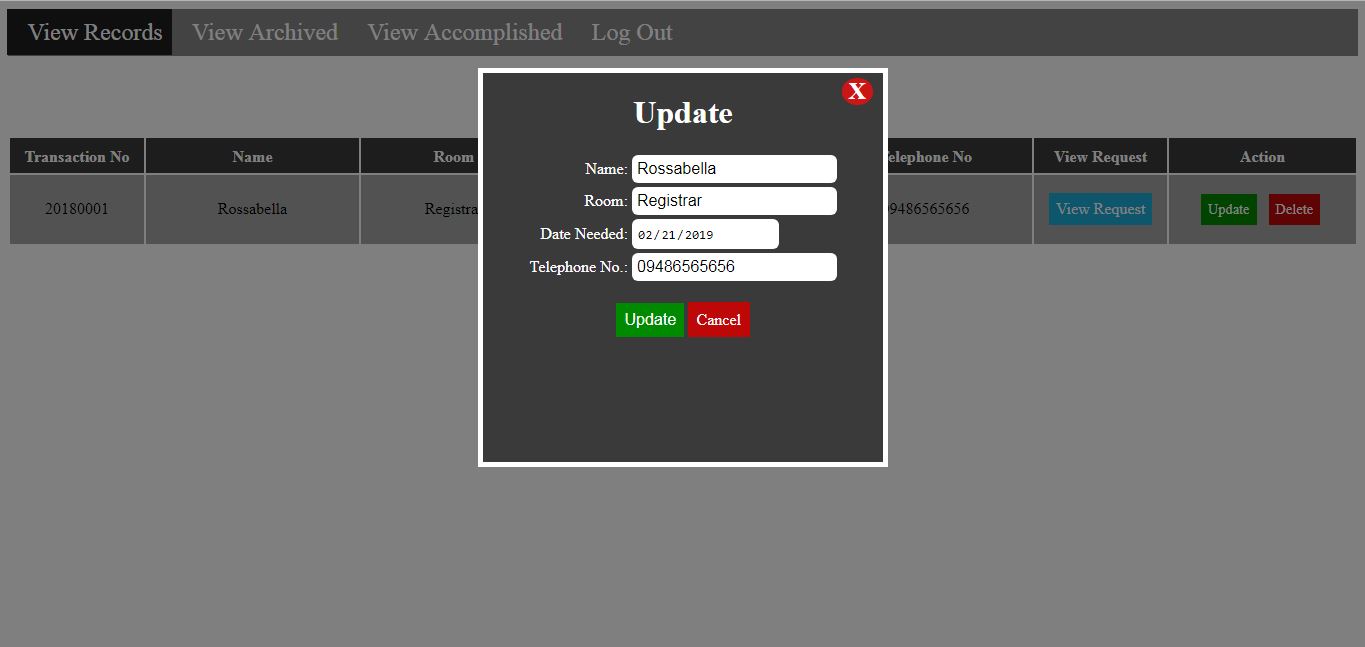 View Records View Archived View Accomplished Log Out
X
Update
Transaction No Name Room elephone No View Request Action
Name: Rossabella
20180001 Rossabella Registra 9486565656 View Request Update Delete
Room: Registrar
Date Needed: 02/21/2019
Telephone No.: 09486565656
Update Cancel